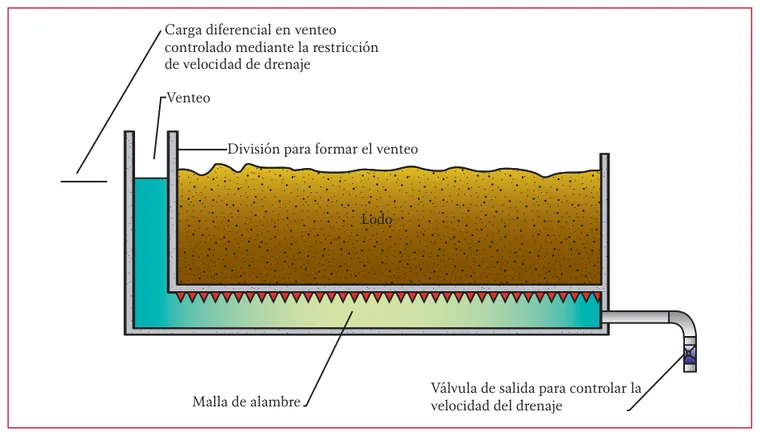 Carga diferencial en venteo
controlado mediante la restricción
de velocidad de drenaje
Venteo
División para formar el venteo
Lodo
Malla de alambre
Válvula de salida para controlar la
velocidad del drenaje